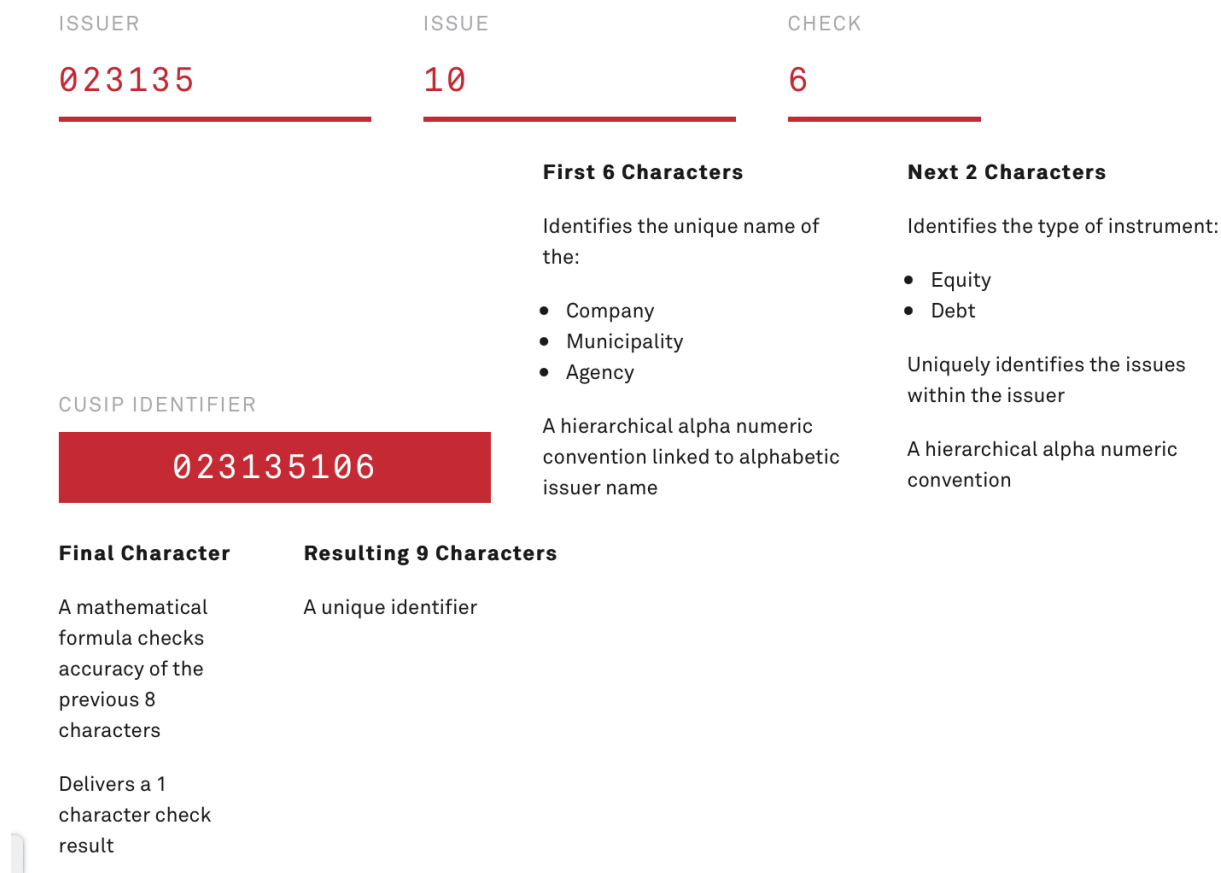 ISSUER
023135
ISSUE
10
CHECK
6
First 6 Characters
Identifies the unique name of
the:
• Company
• Municipality
• Agency
A hierarchical alpha numeric
convention linked to alphabetic
issuer name
Next 2 Characters
Identifies the type of instrument:
• Equity
• Debt
Uniquely identifies the issues
within the issuer
A hierarchical alpha numeric
convention
CUSIP IDENTIFIER
023135106
Final Character
A mathematical
formula checks
accuracy of the
previous 8
characters
Delivers a 1
character check
result
Resulting 9 Characters
A unique identifier